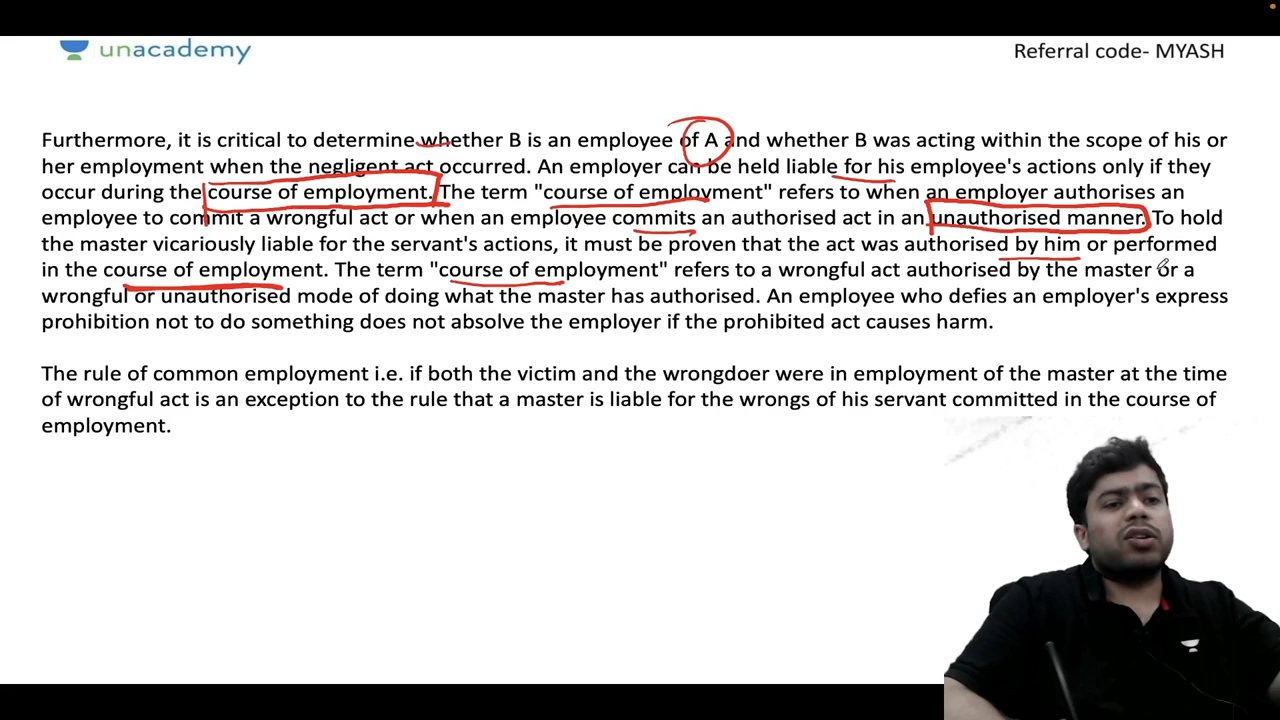 unacademy
Referral code- MYASH
Furthermore, it is critical to determine whether B is an employee of A and whether B was acting within the scope of his or
her employment when the negligent act occurred. An employer can be held liable for his employee's actions only if they
occur during the course of employment. The term "course of employment" refers to when an employer authorises an
employee to commit a wrongful act or when an employee commits an authorised act in an unauthorised manner. To hold
the master vicariously liable for the servant's actions, it must be proven that the act was authorised by him or performed
in the course of employment. The term "course of employment" refers to a wrongful act authorised by the master or a
wrongful or unauthorised mode of doing what the master has authorised. An employee who defies an employer's express
prohibition not to do something does not absolve the employer if the prohibited act causes harm.
The rule of common employment i.e. if both the victim and the wrongdoer were in employment of the master at the time
of wrongful act is an exception to the rule that a master is liable for the wrongs of his servant committed in the course of
employment.